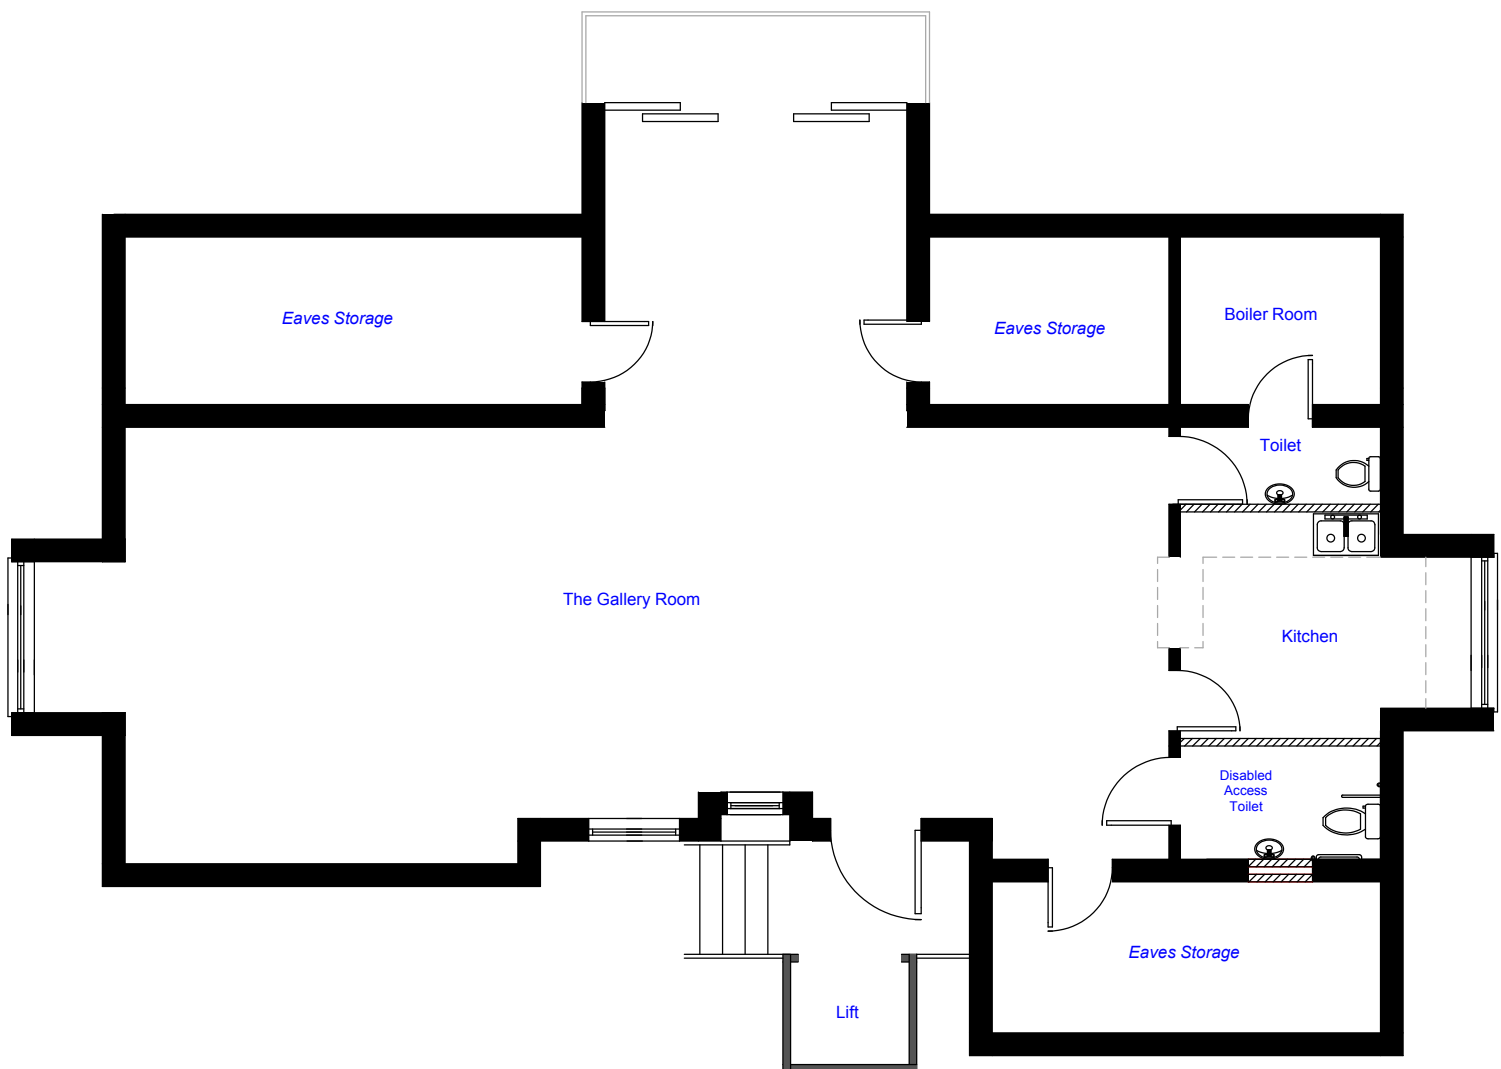 Eaves Storage
Eaves Storage
Boiler Room
Toilet
The Gallery Room
Kitchen
Disabled
Access
Toilet
Eaves Storage
Lift